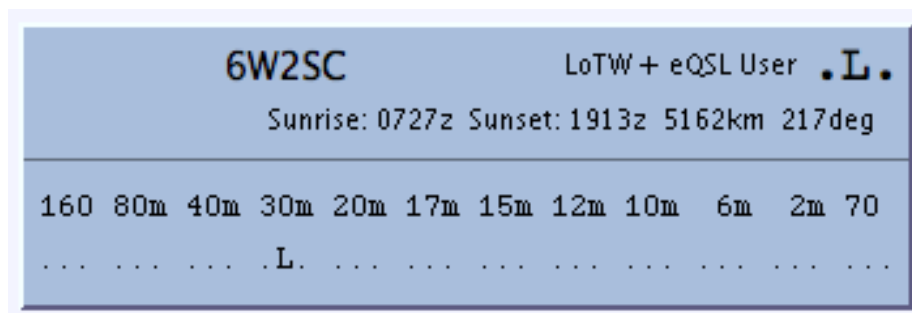 6W2SC LoTW + eQSL User .L.
Sunrise: 0727z Sunset: 1913z 5162km 217deg
160 80m 40m 30m 20m 17m 15m 12m 10m 6m 2m 70
... ... ... .L. ... ... ... ... ... ... ... ...